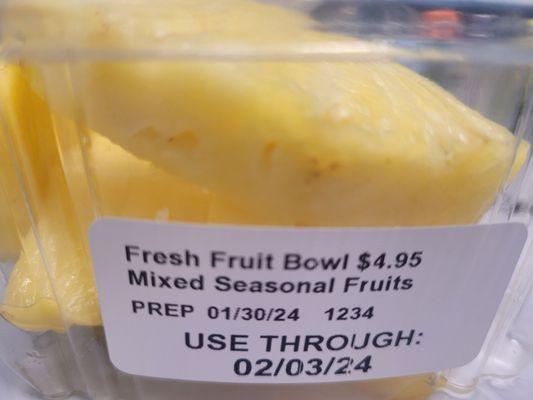 Fresh Fruit Bowl $4.95
Mixed Seasonal Fruits
PREP 01/30/24 1234
USE THROUGH:
02/03/24